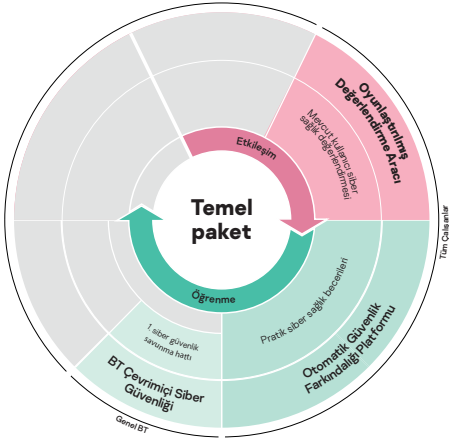 Temel
paket
Etkileşim
Öğrenme
Oyunlaştırılmış
Değerlendirme Aracı
Mevcut kullanıcı siber
sağlık değerlendirmesi
Tüm Çalışanlar
Pratik siber sağlık becerileri
Otomatik Güvenlik
Farkındalığı Platformu
1. siber güvenlik
savunma hattı
BT Çevrimiçi Siber
Güvenliği
Genel BT